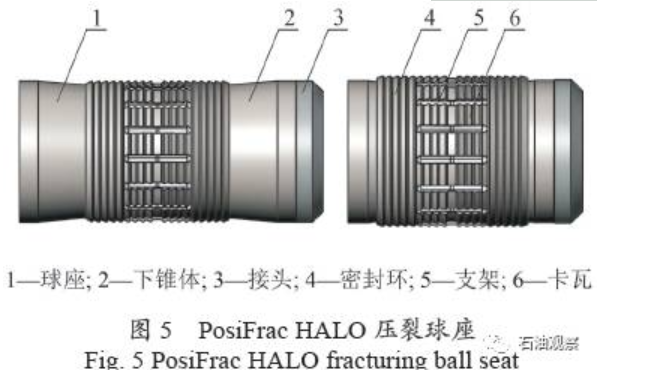 1 2 3 4 5 6
1—球座; 2—下锥体; 3—接头; 4—密封环; 5—支架; 6—卡瓦
图 5 PosiFrac HALO 压裂球座
石油观察
Fig. 5 PosiFrac HALO fracturing ball seat